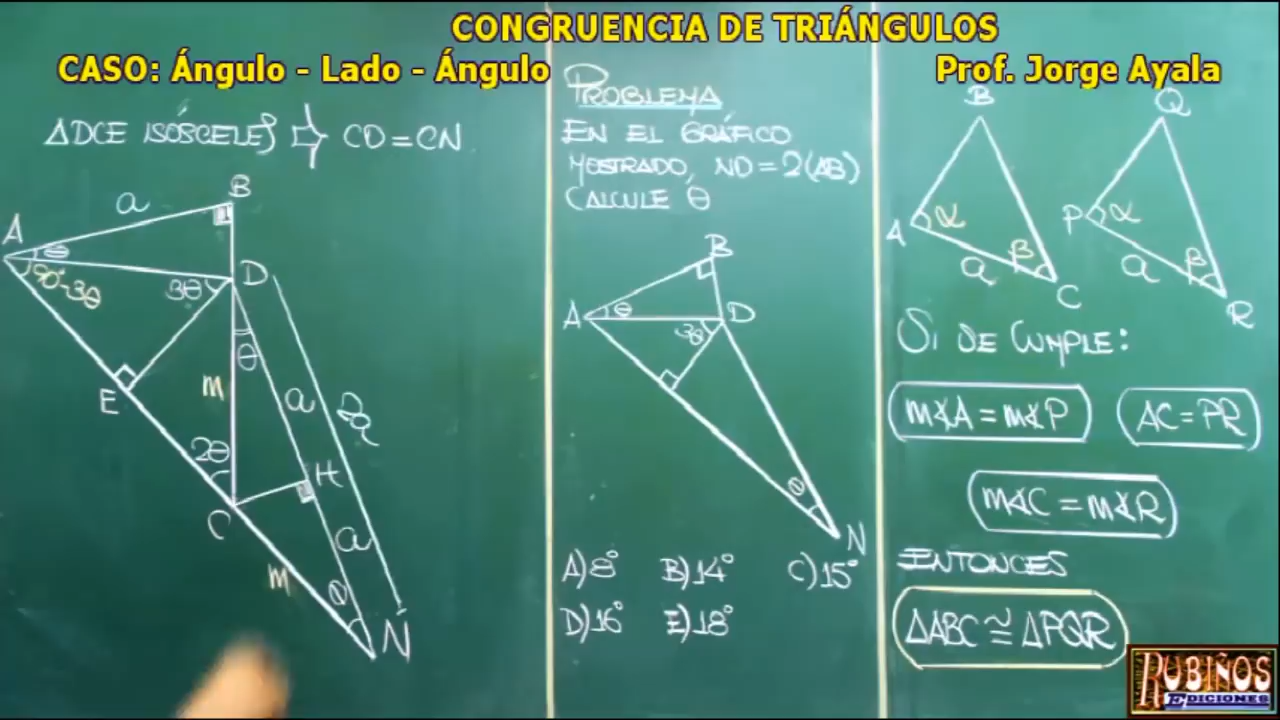 CONGRUENCIA DE TRIÁNGULOS
CASO: Ángulo - Lado - Ángulo
Prof. Jorge Ayala
ΔDCE ISÓSCELES ⇨ CD=CN
B
a
A
θ
90°-3θ
3θ
D
θ
E
m
a
2a
2θ
H
C
a
m
θ
N
PROBLEMA
EN EL GRÁFICO
MOSTRADO, ND=2(AB)
CALCULE θ
B
A
θ
D
3θ
θ
N
A)8° B)14° C)15°
D)16° E)18°
B
Q
A
α
P
α
a
β
C
a
β
R
SI SE CUMPLE:
m∢A = m∢P
AC=PR
m∢C = m∢R
ENTONCES
ΔABC ≅ ΔPQR
RUBIÑOS
EDICIONES